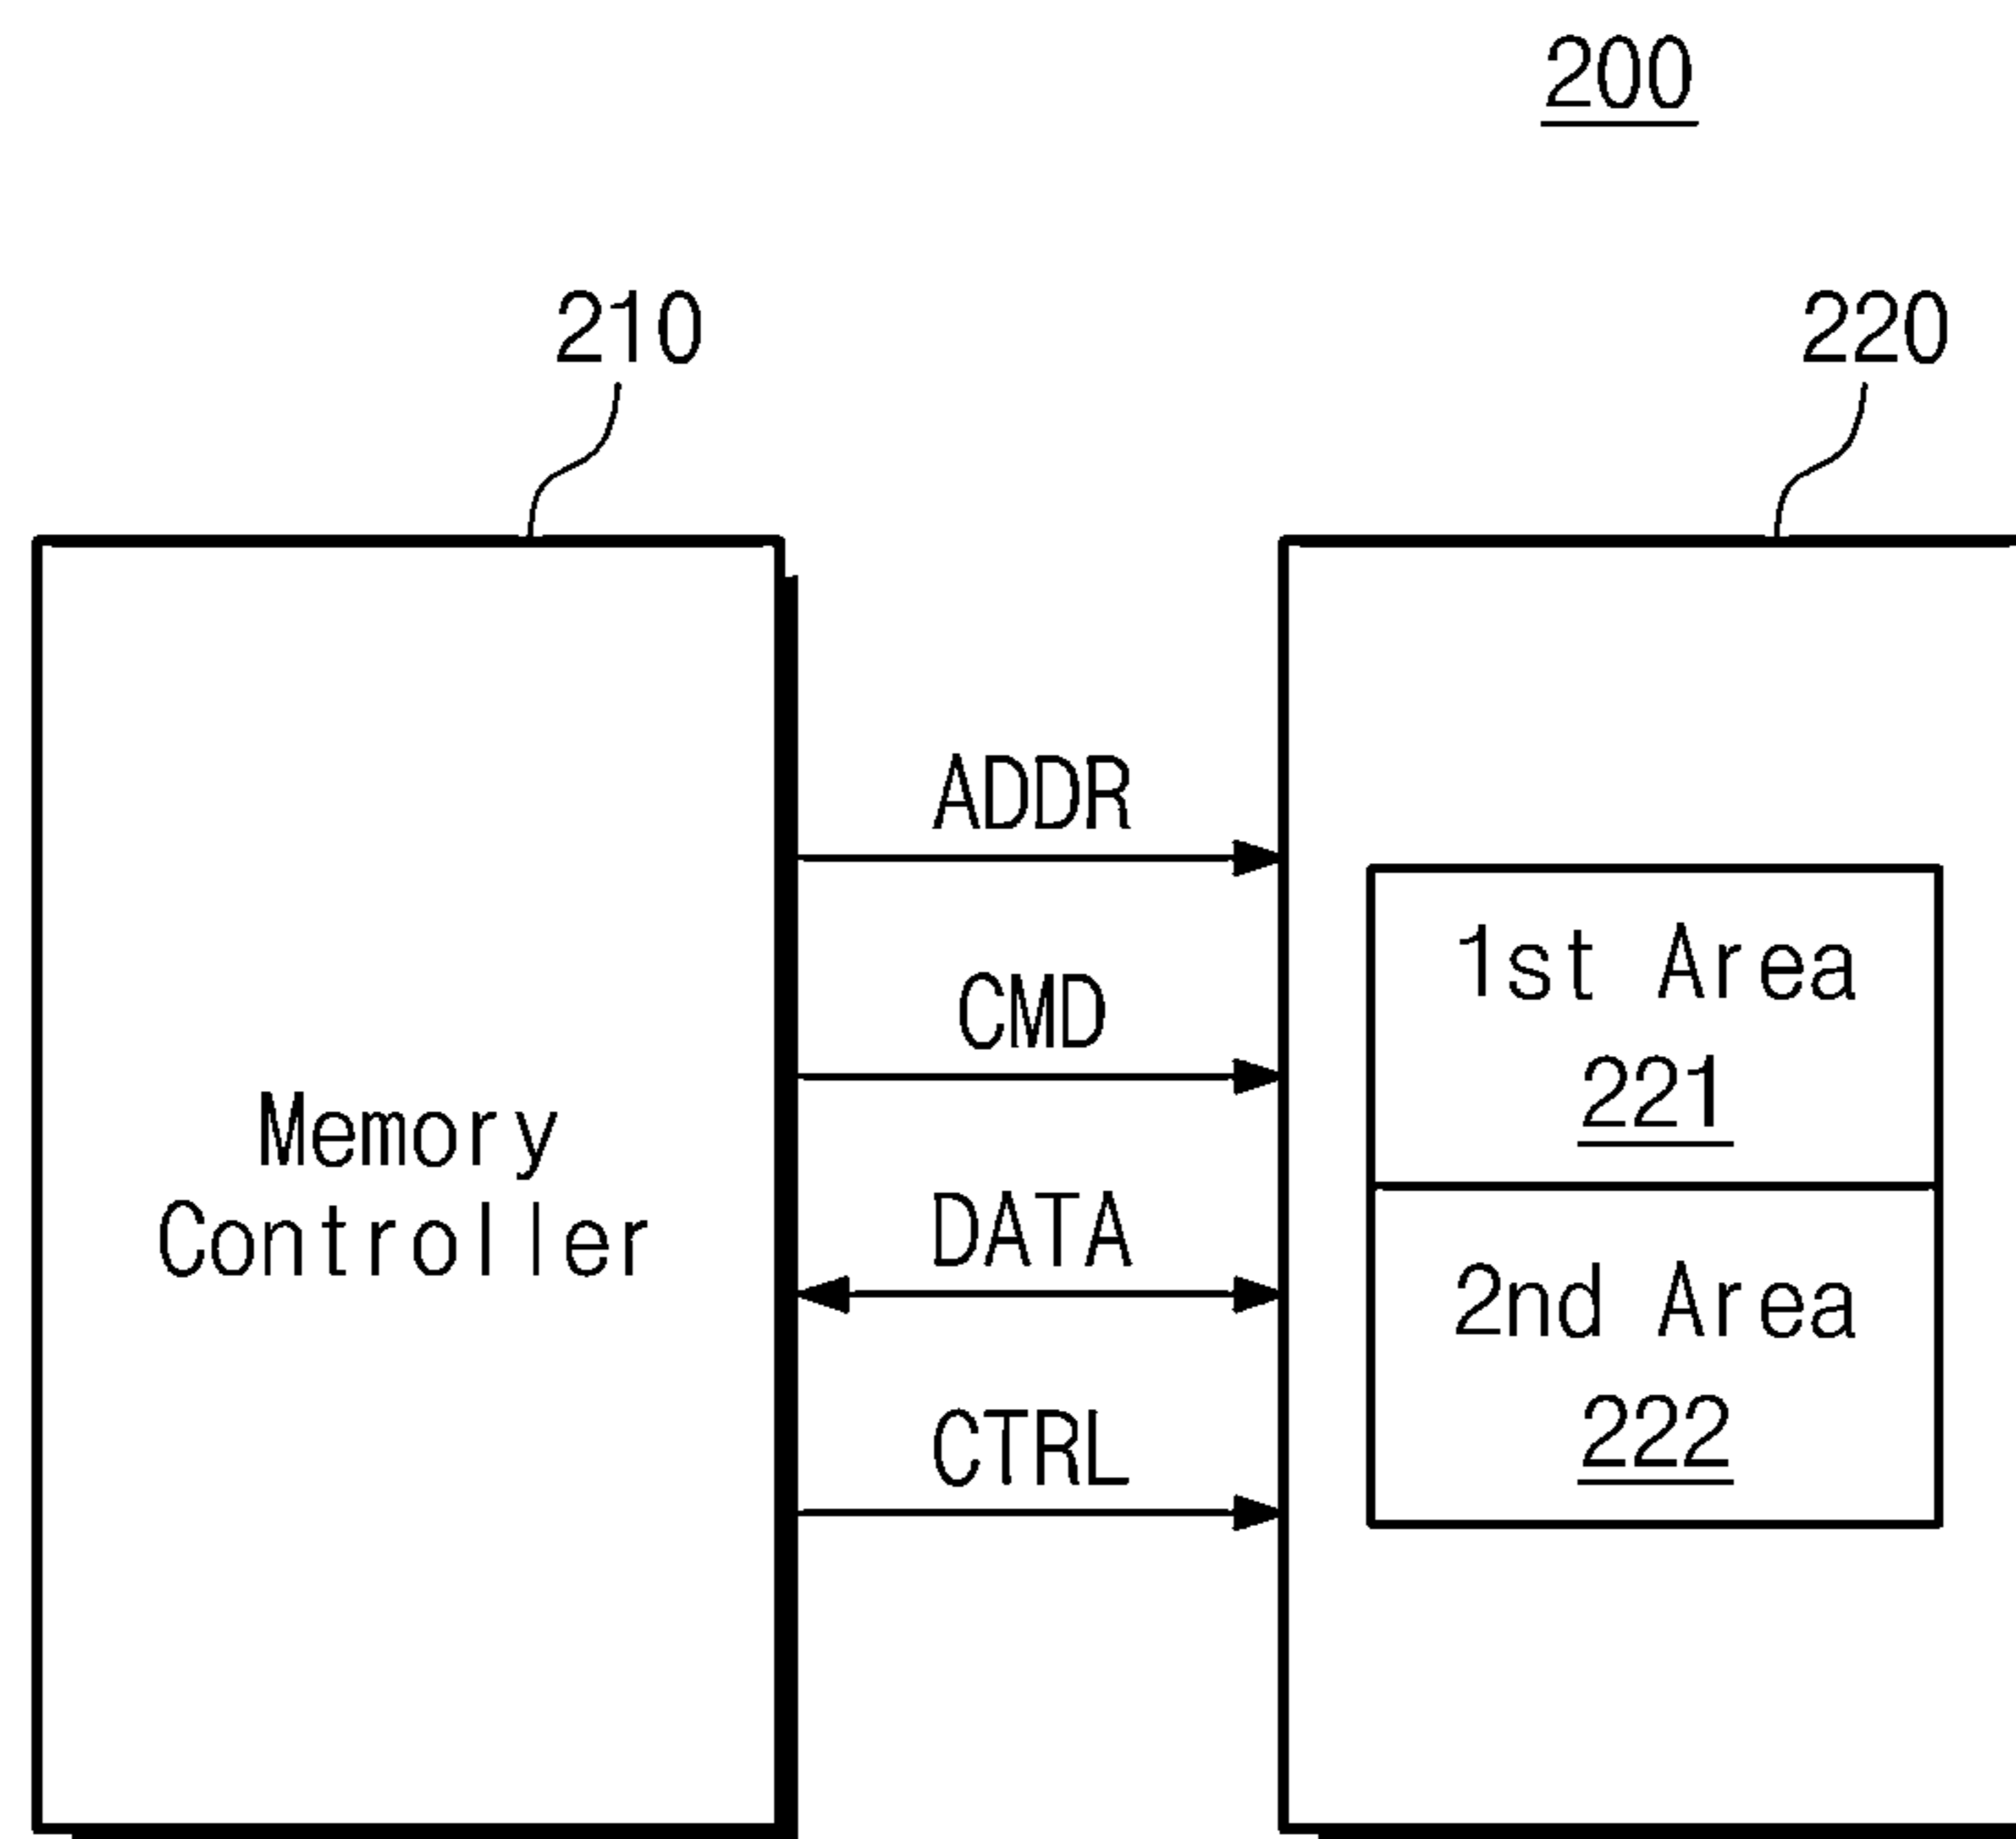 200
210
220
ADDR
1st Area
221
CMD
Memory
Controller
DATA
2nd Area
222
CTRL